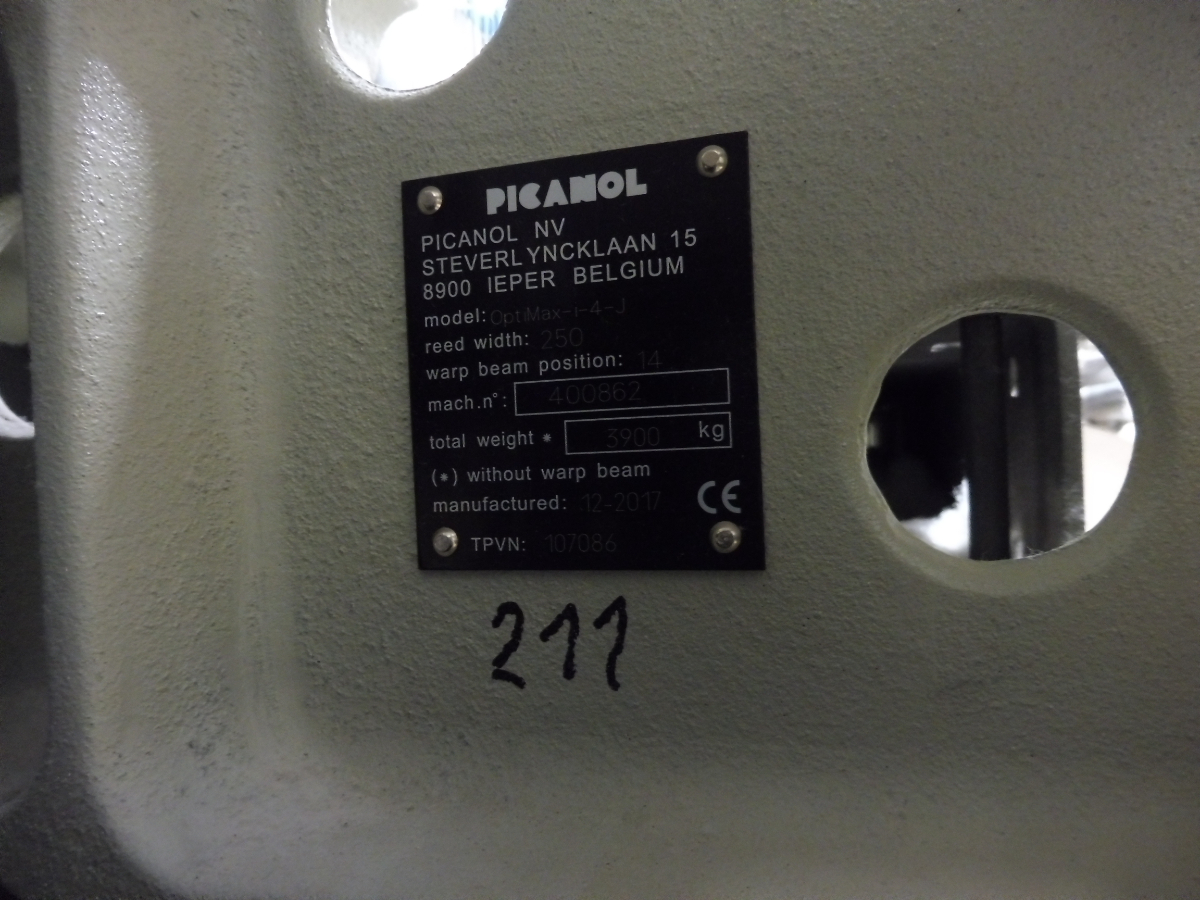 PICANOL
PICANOL NV
STEVERLYNCKLAAN 15
8900 IEPER BELGIUM
model: OptiMax-i-4-J
reed width: 250
warp beam position: 14
mach.n°: 400862
total weight * 3900 kg
(*) without warp beam
manufactured: 12-2017 CE
TPVN: 107086
211